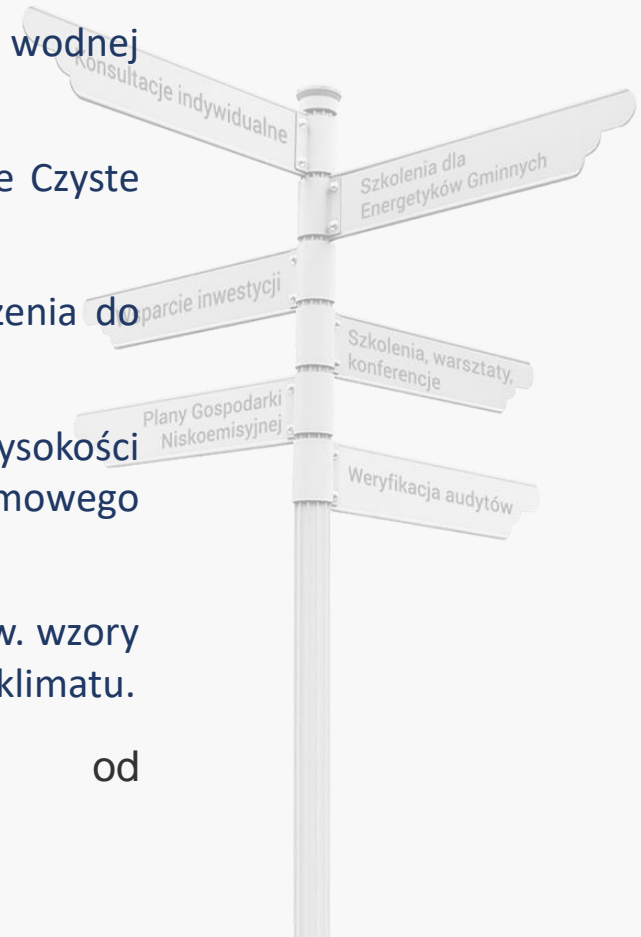 wodnej
e Czyste
zenia do
ysokości
mowego
w. wzory
klimatu.
od
Konsultacje indywidualne
Szkolenia dla
Energetyków Gminnych
sparcie inwestycji
Szkolenia, warsztaty,
konferencje
Plany Gospodarki
Niskoemisyjnej
Weryfikacja audytów